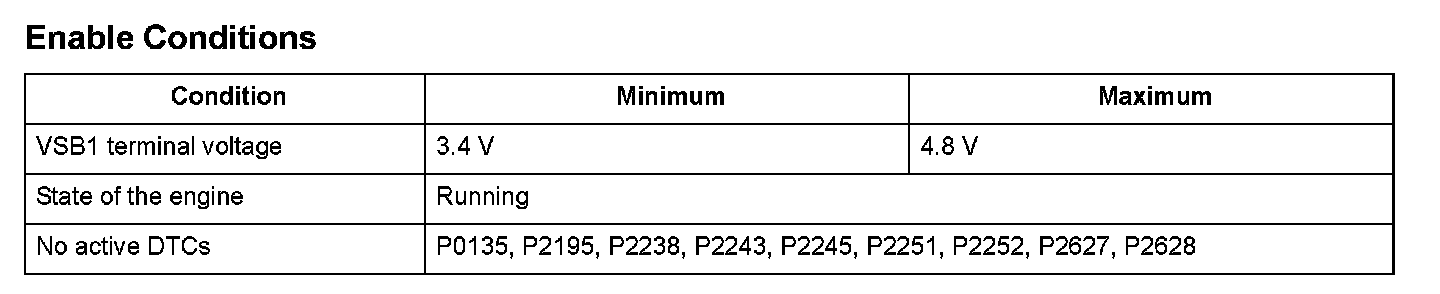 Enable Conditions
Condition Minimum Maximum
VSB1 terminal voltage 3.4 V 4.8 V
State of the engine Running
No active DTCs P0135, P2195, P2238, P2243, P2245, P2251, P2252, P2627, P2628